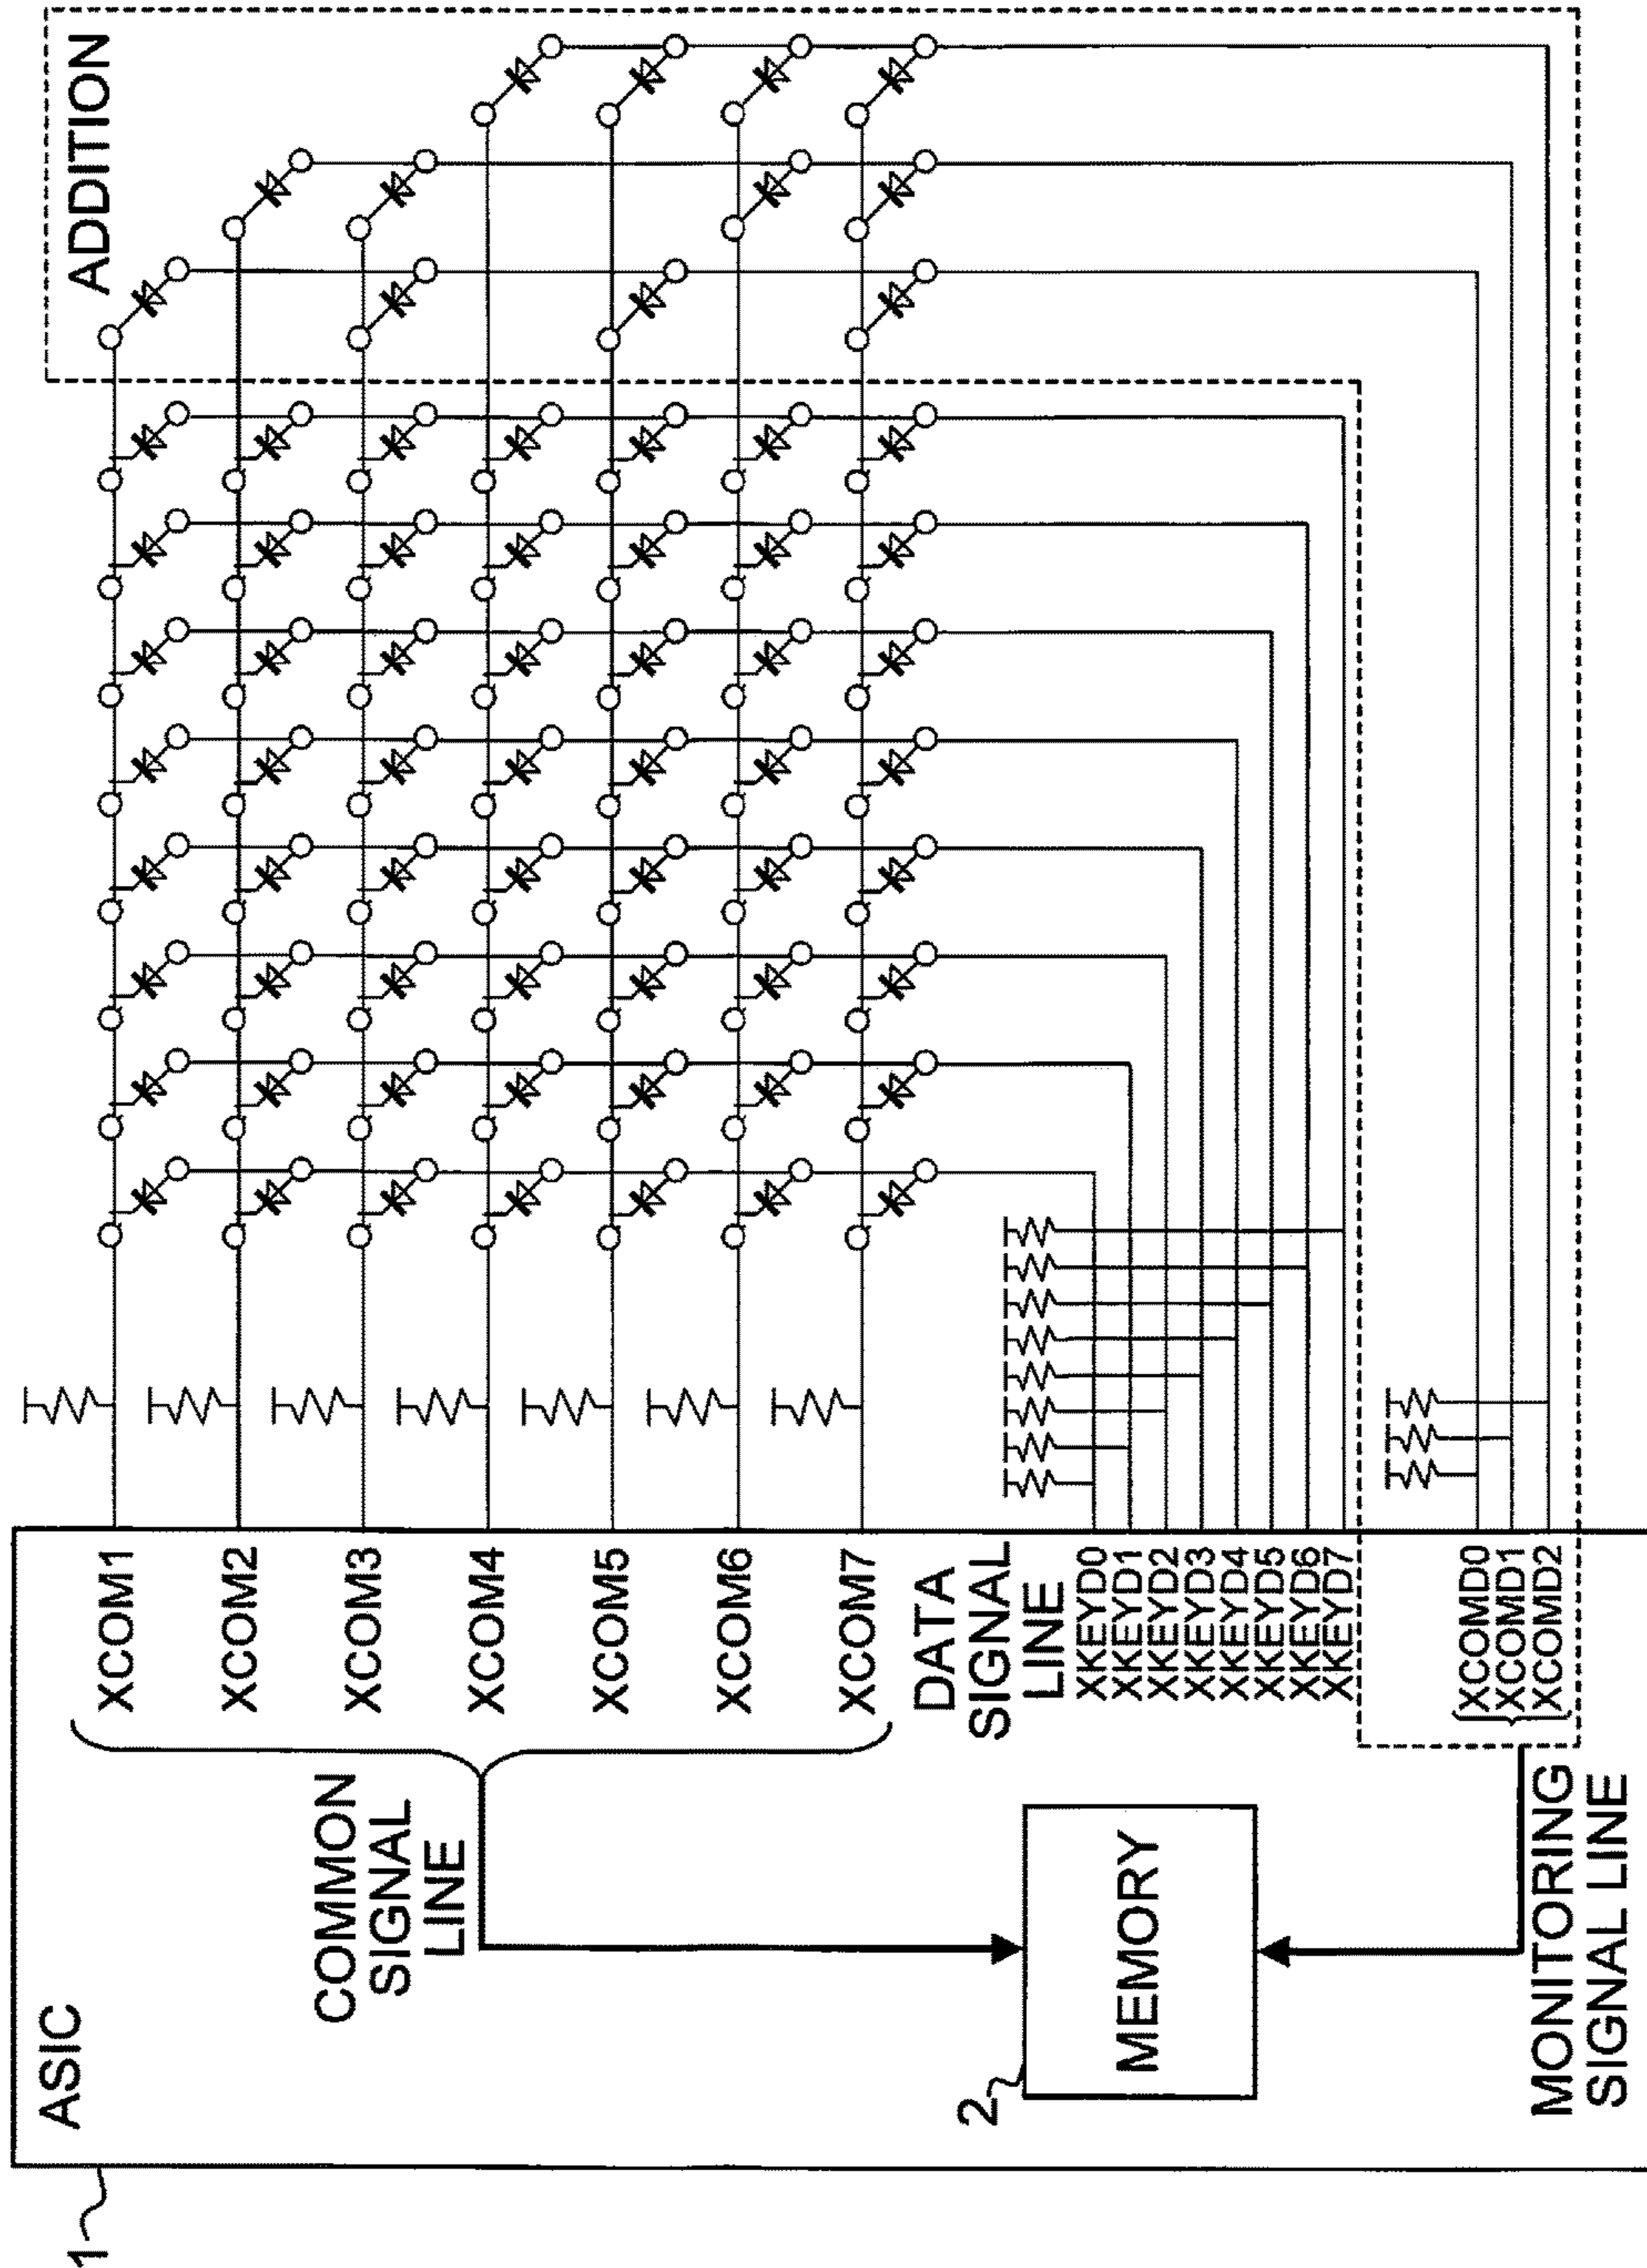 1
ASIC
COMMON
SIGNAL
LINE
XCOM1
XCOM2
XCOM3
XCOM4
XCOM5
XCOM6
XCOM7
DATA
SIGNAL
LINE
XKEYD0
XKEYD1
XKEYD2
XKEYD3
XKEYD4
XKEYD5
XKEYD6
XKEYD7
XCOMD0
XCOMD1
XCOMD2
2
MEMORY
MONITORING
SIGNAL LINE
ADDITION